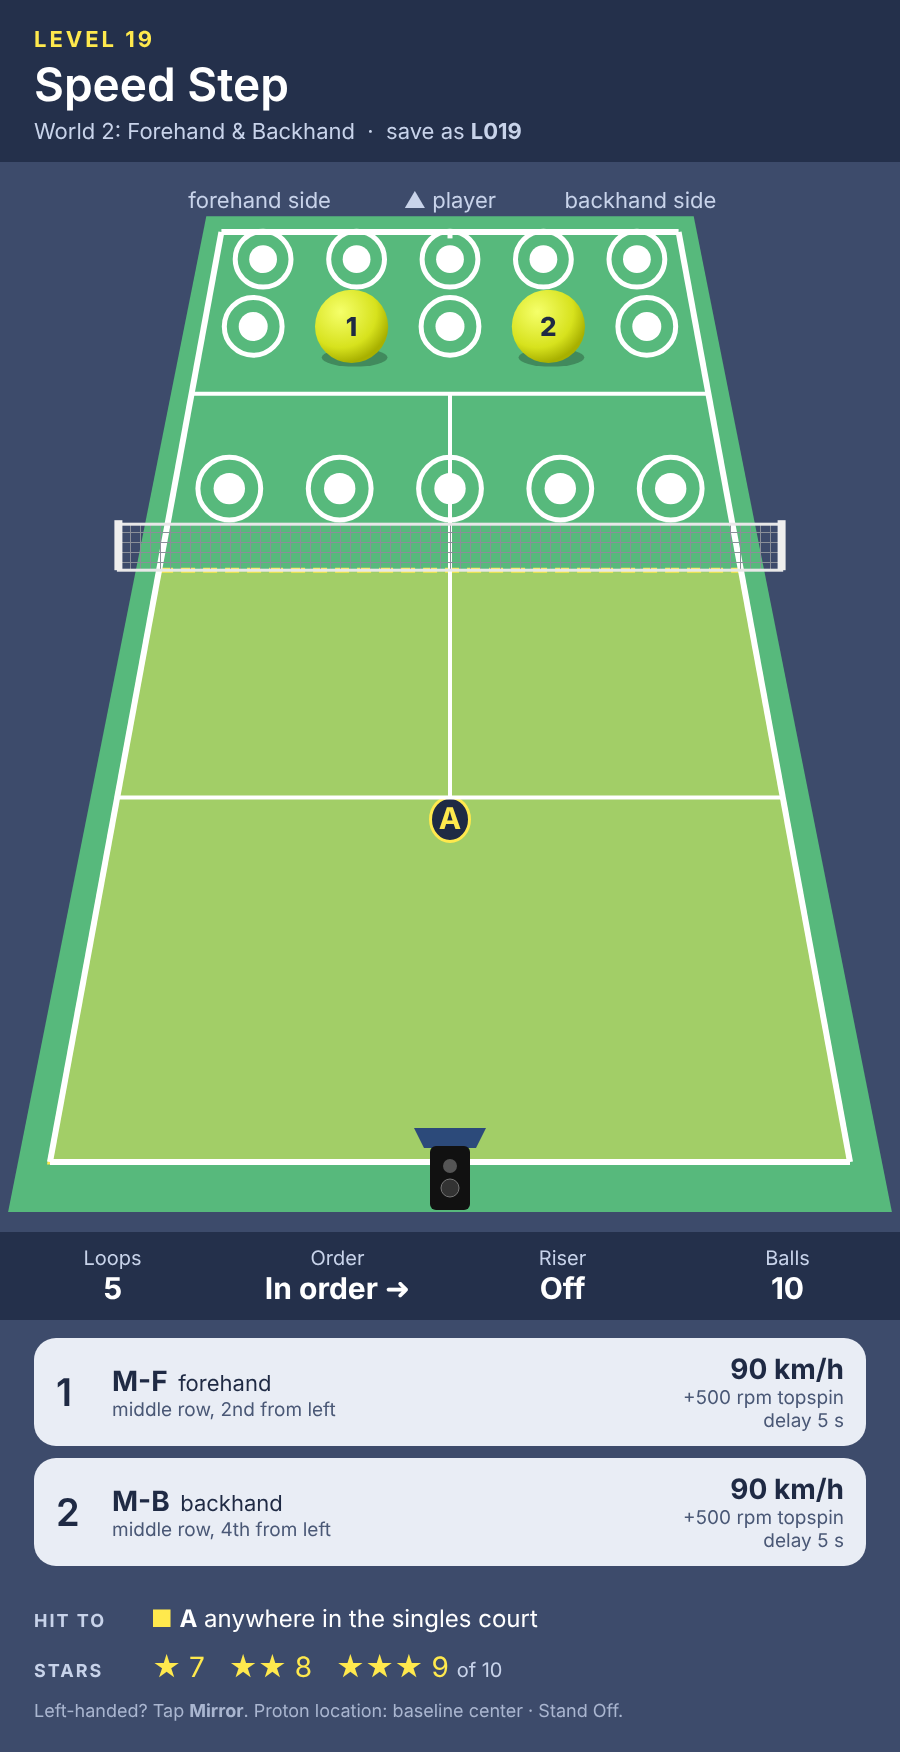 LEVEL 19
Speed Step
World 2: Forehand & Backhand · save as L019
forehand side ▲ player backhand side
1 2
A
Loops Order Riser Balls
5 In order ➔ Off 10
1 M-F forehand 90 km/h
middle row, 2nd from left +500 rpm topspin
delay 5 s
2 M-B backhand 90 km/h
middle row, 4th from left +500 rpm topspin
delay 5 s
HIT TO A anywhere in the singles court
STARS ★ 7 ★★ 8 ★★★ 9 of 10
Left-handed? Tap Mirror. Proton location: baseline center · Stand Off.